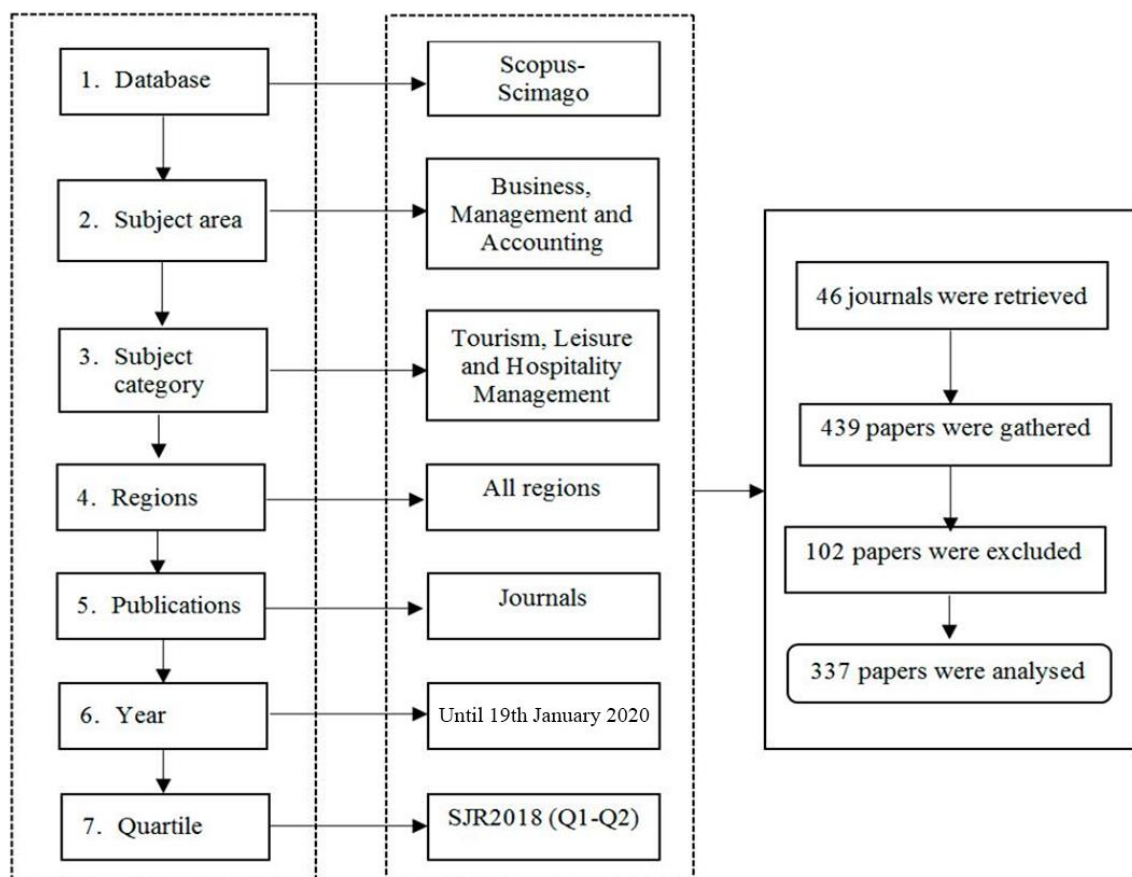 1. Database
Scopus-
Scimago
2. Subject area
Business,
Management and
Accounting
3. Subject
category
Tourism, Leisure
and Hospitality
Management
4. Regions
All regions
5. Publications
Journals
6. Year
Until 19th January 2020
7. Quartile
SJR2018 (Q1-Q2)
46 journals were retrieved
439 papers were gathered
102 papers were excluded
337 papers were analysed